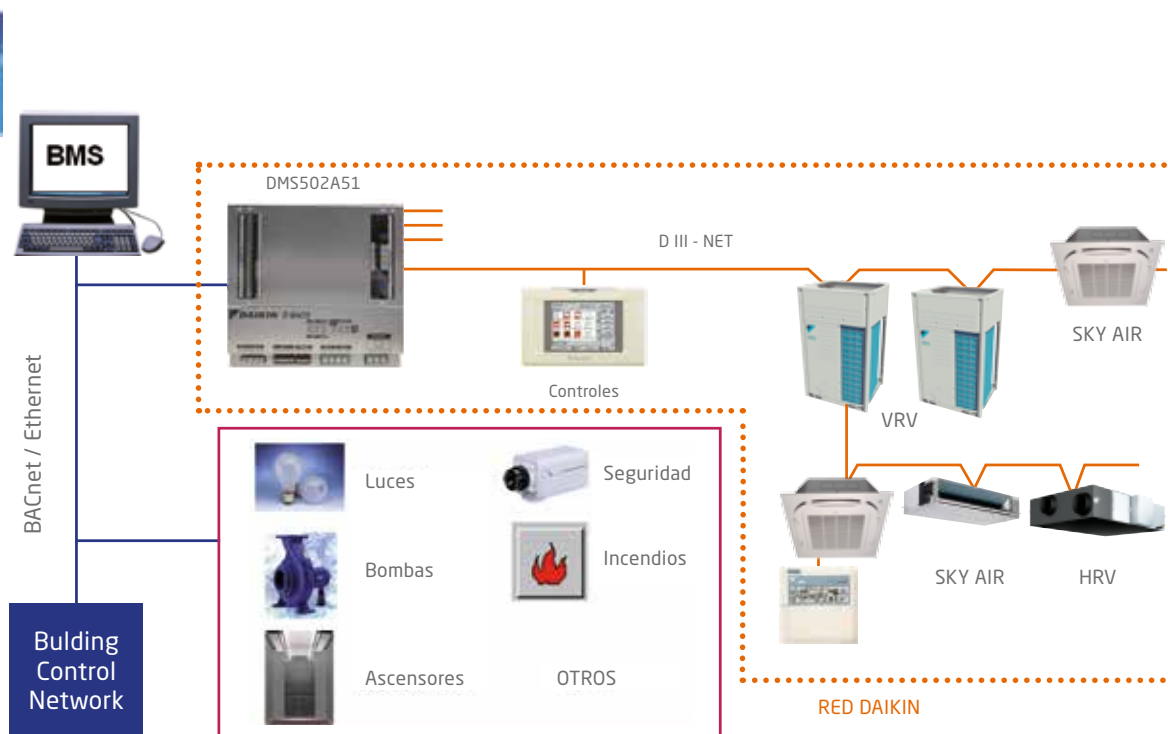 BMS
DMS502A51
D III - NET
SKY AIR
DAIKIN
Controles
VRV
BACnet / Ethernet
Luces
Seguridad
Bombas
Incendios
SKY AIR
HRV
Bulding
Control
Network
Ascensores
OTROS
RED DAIKIN